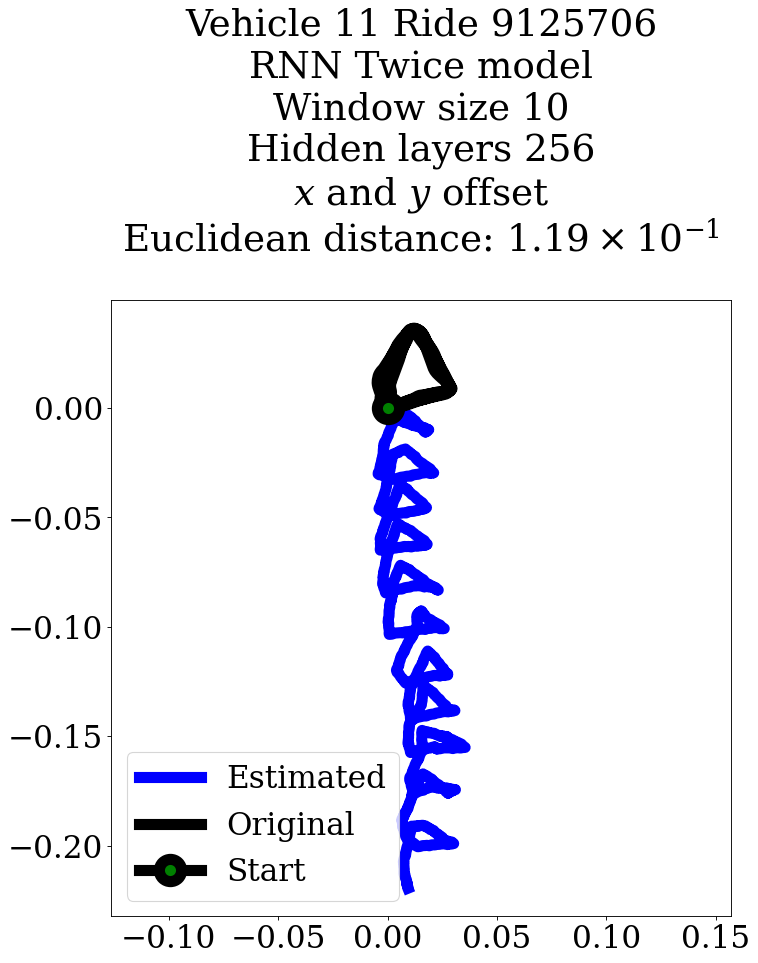 Vehicle 11 Ride 9125706
RNN Twice model
Window size 10
Hidden layers 256
x and y offset
Euclidean distance: 1.19 × 10⁻¹
0.00
−0.05
−0.10
−0.15
−0.20
Estimated
Original
Start
−0.10 −0.05 0.00 0.05 0.10 0.15